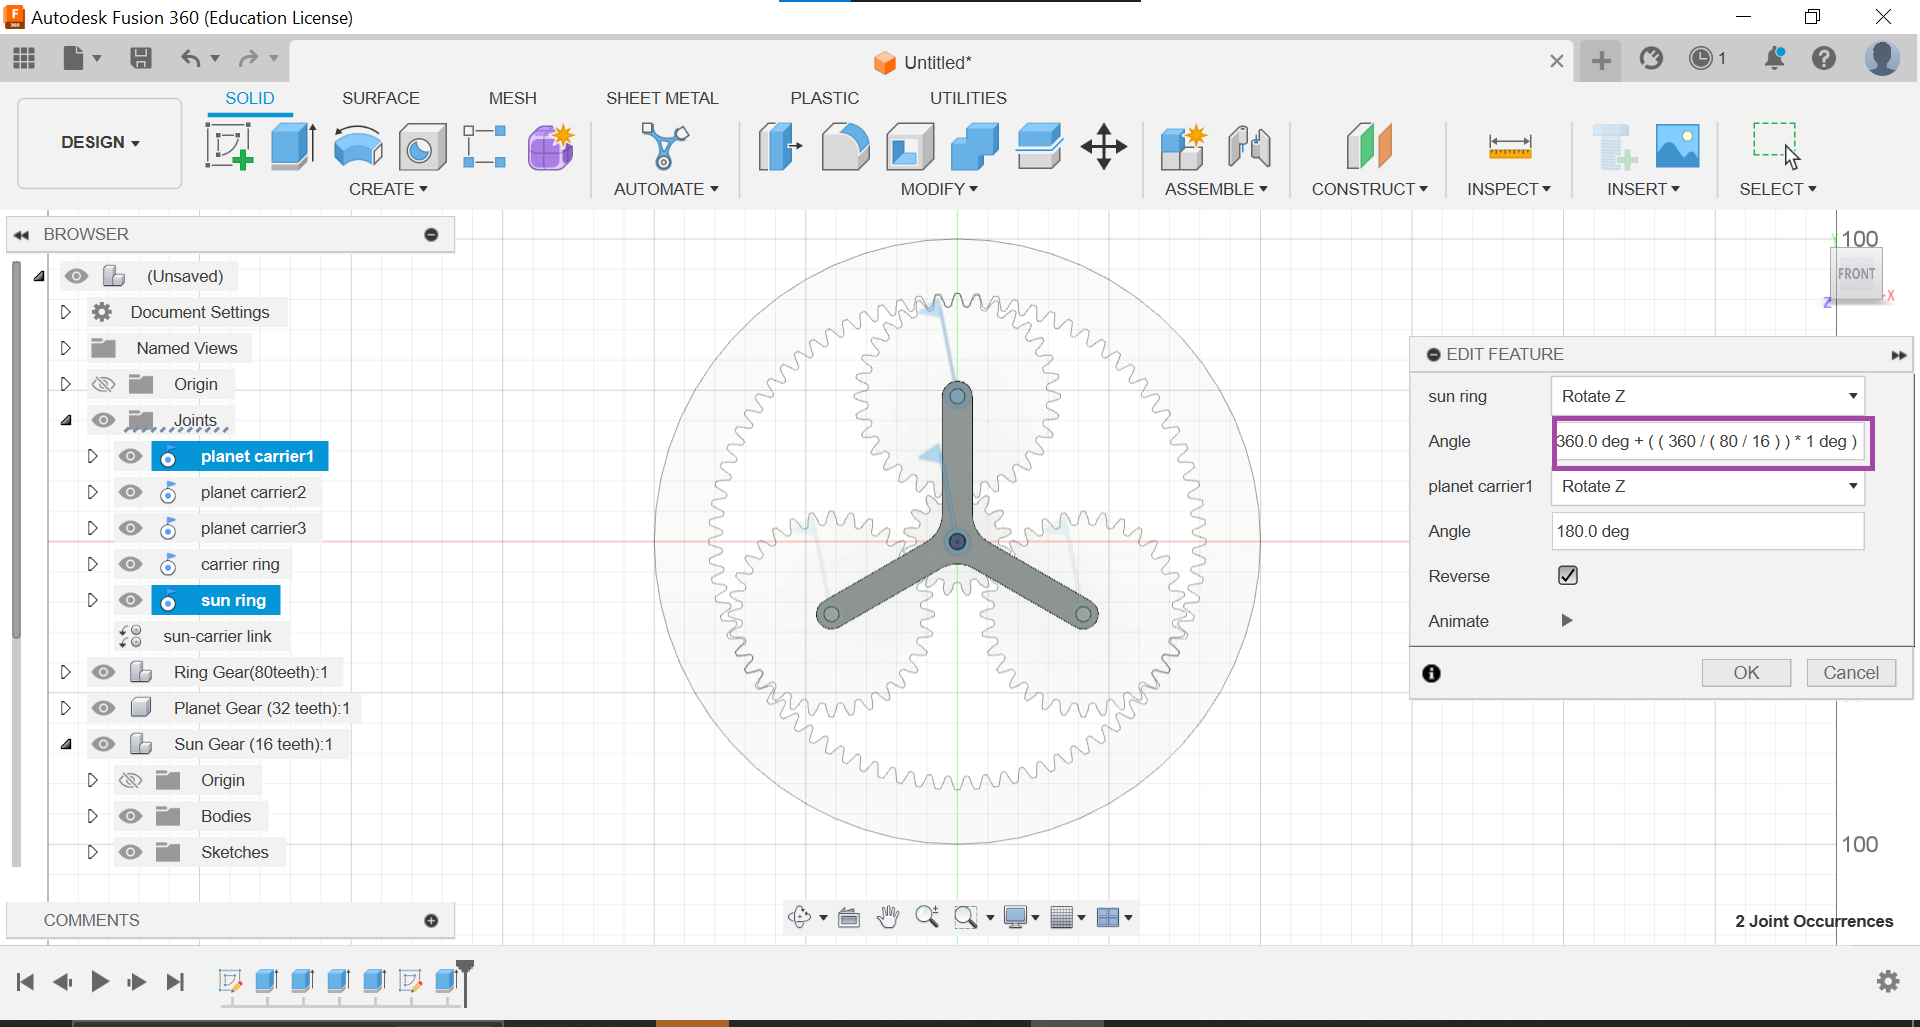 Autodesk Fusion 360 (Education License)
Untitled*
1
SOLID SURFACE MESH SHEET METAL PLASTIC UTILITIES
DESIGN
CREATE AUTOMATE MODIFY ASSEMBLE CONSTRUCT INSPECT INSERT SELECT
BROWSER
(Unsaved)
Document Settings
Named Views
Origin
Joints
planet carrier1
planet carrier2
planet carrier3
carrier ring
sun ring
sun-carrier link
Ring Gear(80teeth):1
Planet Gear (32 teeth):1
Sun Gear (16 teeth):1
Origin
Bodies
Sketches
COMMENTS
100
Y
FRONT
X
Z
EDIT FEATURE
sun ring Rotate Z
Angle 360.0 deg + ( ( 360 / ( 80 / 16 ) ) * 1 deg )
planet carrier1 Rotate Z
Angle 180.0 deg
Reverse
Animate
OK Cancel
100
2 Joint Occurrences